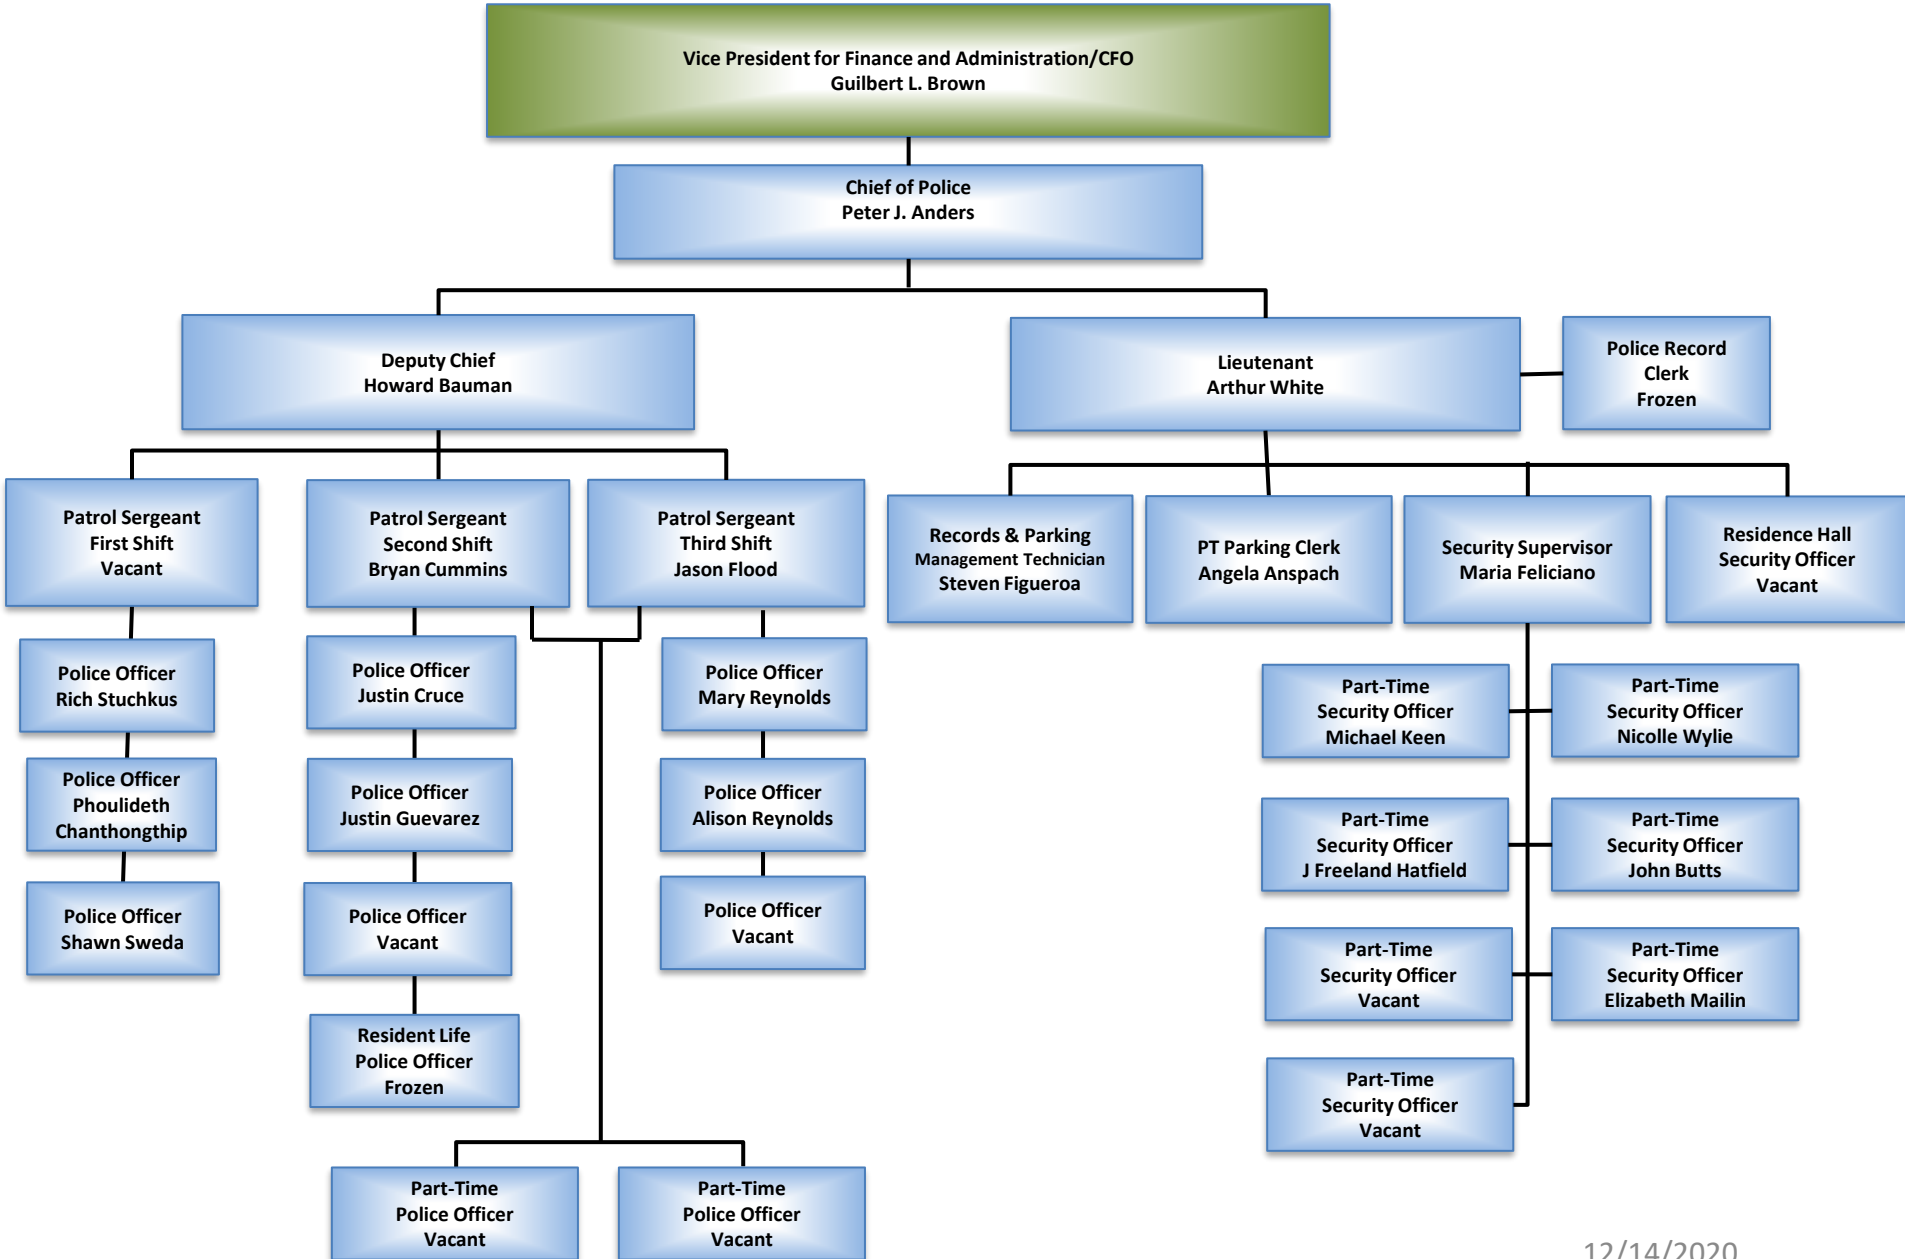 Vice President for Finance and Administration/CFO
Guilbert L. Brown
Chief of Police
Peter J. Anders
Deputy Chief
Howard Bauman
Lieutenant
Arthur White
Police Record
Clerk
Frozen
Patrol Sergeant
First Shift
Vacant
Patrol Sergeant
Second Shift
Bryan Cummins
Patrol Sergeant
Third Shift
Jason Flood
Records & Parking
Management Technician
Steven Figueroa
PT Parking Clerk
Angela Anspach
Security Supervisor
Maria Feliciano
Residence Hall
Security Officer
Vacant
Police Officer
Rich Stuchkus
Police Officer
Phoulideth
Chanthongthip
Police Officer
Shawn Sweda
Police Officer
Justin Cruce
Police Officer
Justin Guevarez
Police Officer
Vacant
Resident Life
Police Officer
Frozen
Police Officer
Mary Reynolds
Police Officer
Alison Reynolds
Police Officer
Vacant
Part-Time
Police Officer
Vacant
Part-Time
Police Officer
Vacant
Part-Time
Security Officer
Michael Keen
Part-Time
Security Officer
Nicolle Wylie
Part-Time
Security Officer
J Freeland Hatfield
Part-Time
Security Officer
John Butts
Part-Time
Security Officer
Vacant
Part-Time
Security Officer
Elizabeth Mailin
Part-Time
Security Officer
Vacant
12/14/2020